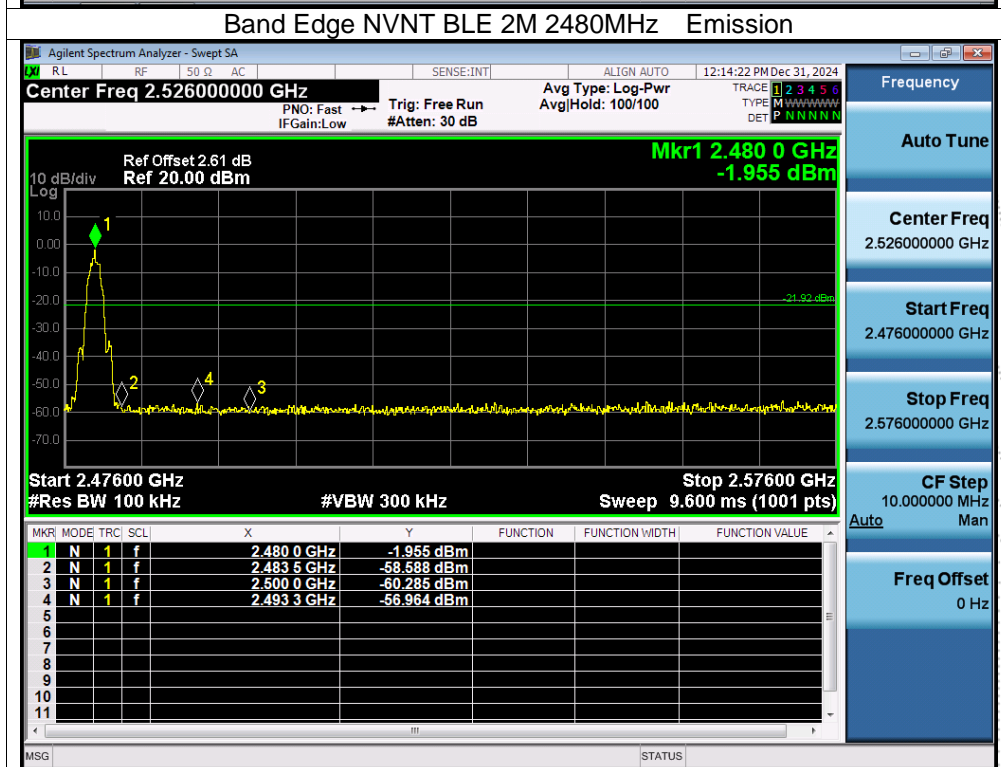 Band Edge NVNT BLE 2M 2480MHz Emission
Agilent Spectrum Analyzer - Swept SA
LXI RL RF 50 Ω AC SENSE:INT ALIGN AUTO 12:14:22 PM Dec 31, 2024
Center Freq 2.526000000 GHz
PNO: Fast
IFGain:Low
Trig: Free Run
#Atten: 30 dB
Avg Type: Log-Pwr
Avg|Hold: 100/100
TRACE 1 2 3 4 5 6
TYPE M WWWWW
DET P N N N N N
Mkr1 2.480 0 GHz
-1.955 dBm
Ref Offset 2.61 dB
10 dB/div Ref 20.00 dBm
Log
10.0
0.00
-10.0
-20.0
-30.0
-40.0
-50.0
-60.0
-70.0
1
2
4
3
-21.92 dBm
Start 2.47600 GHz Stop 2.57600 GHz
#Res BW 100 kHz #VBW 300 kHz Sweep 9.600 ms (1001 pts)
MKR MODE TRC SCL X Y FUNCTION FUNCTION WIDTH FUNCTION VALUE
1 N 1 f 2.480 0 GHz -1.955 dBm
2 N 1 f 2.483 5 GHz -58.588 dBm
3 N 1 f 2.500 0 GHz -60.285 dBm
4 N 1 f 2.493 3 GHz -56.964 dBm
5
6
7
8
9
10
11
MSG STATUS
Frequency
Auto Tune
Center Freq
2.526000000 GHz
Start Freq
2.476000000 GHz
Stop Freq
2.576000000 GHz
CF Step
10.000000 MHz
Auto Man
Freq Offset
0 Hz